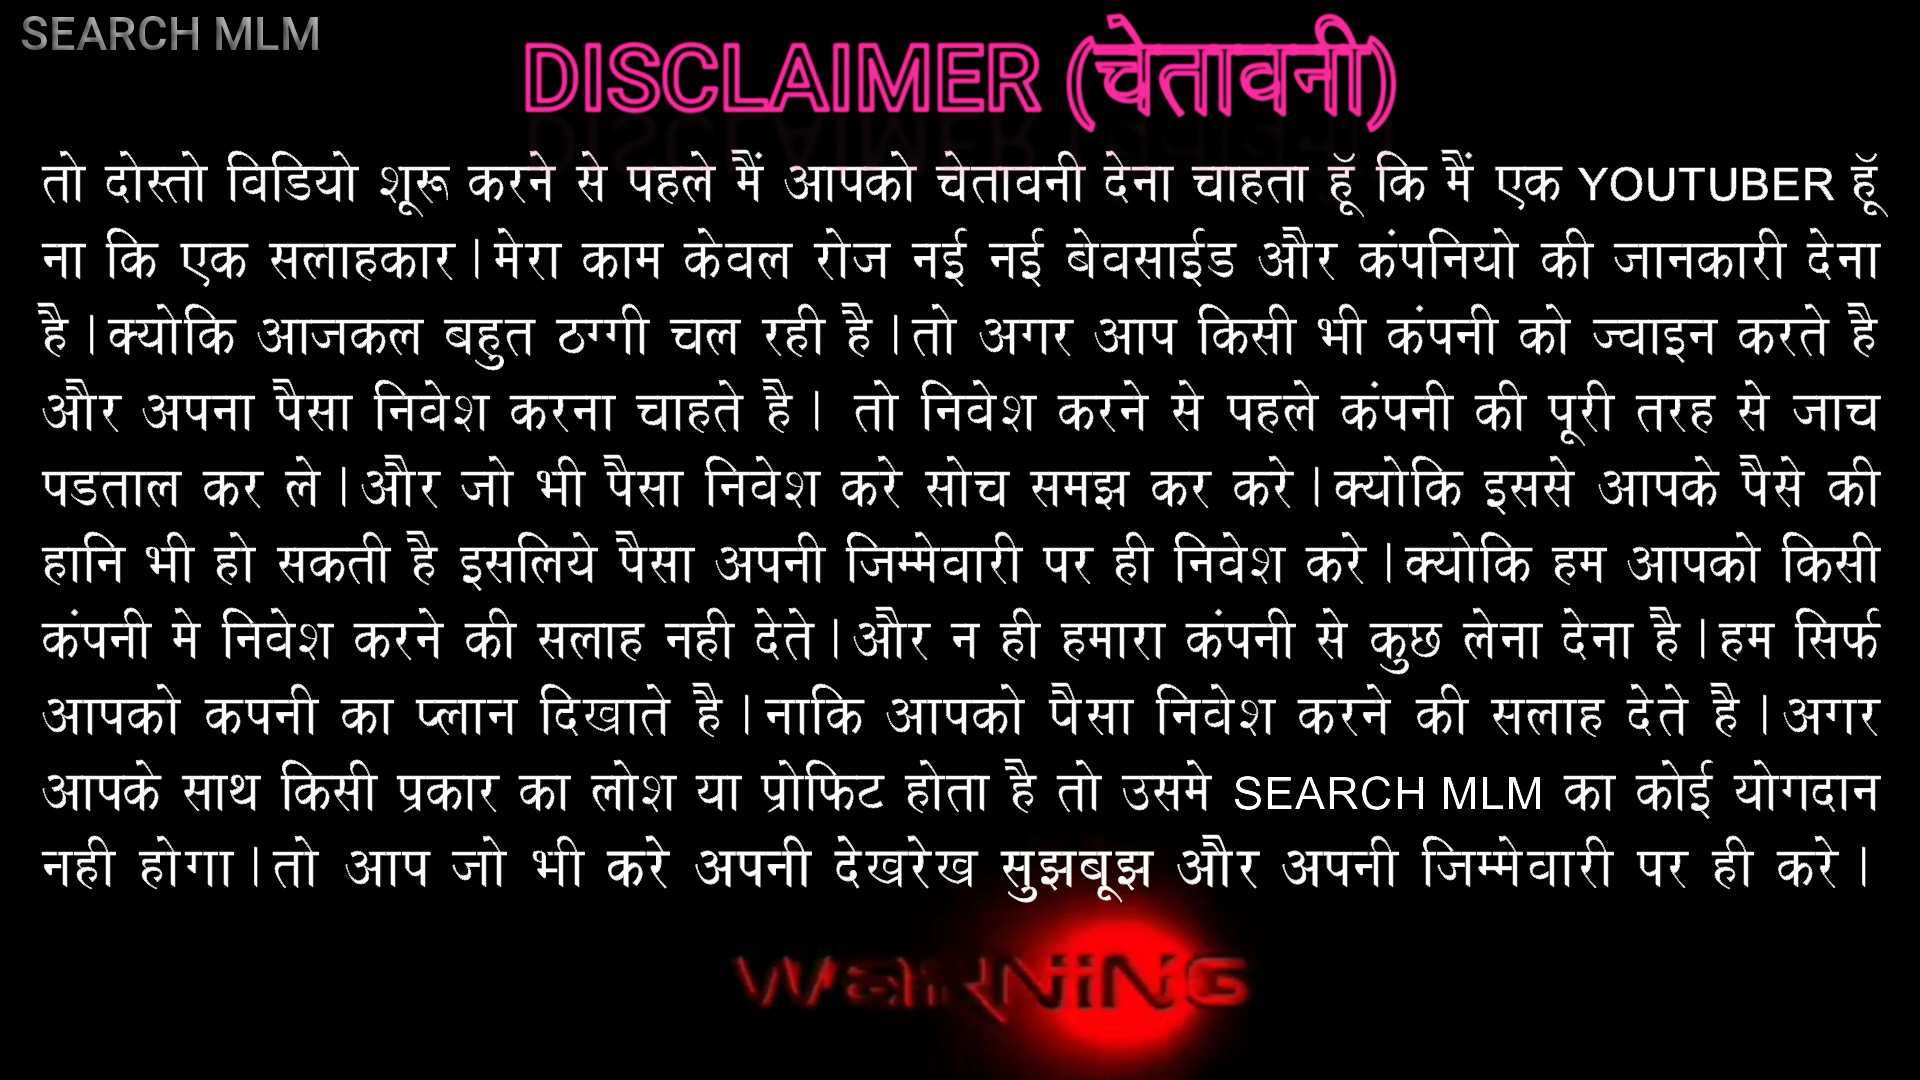 SEARCH MLM
DISCLAIMER (चेतावनी)
तो दोस्तो विडियो शूरू करने से पहले मैं आपको चेतावनी देना चाहता हूॅ कि मैं एक YOUTUBER हूॅ
ना कि एक सलाहकार।मेरा काम केवल रोज नई नई बेवसाईड और कंपनियो की जानकारी देना
है।क्योकि आजकल बहुत ठग्गी चल रही है।तो अगर आप किसी भी कंपनी को ज्वाइन करते है
और अपना पैसा निवेश करना चाहते है। तो निवेश करने से पहले कंपनी की पूरी तरह से जाच
पडताल कर ले।और जो भी पैसा निवेश करे सोच समझ कर करे।क्योकि इससे आपके पैसे की
हानि भी हो सकती है इसलिये पैसा अपनी जिम्मेवारी पर ही निवेश करे।क्योकि हम आपको किसी
कंपनी मे निवेश करने की सलाह नही देते।और न ही हमारा कंपनी से कुछ लेना देना है।हम सिर्फ
आपको कपनी का प्लान दिखाते है।नाकि आपको पैसा निवेश करने की सलाह देते है।अगर
आपके साथ किसी प्रकार का लोश या प्रोफिट होता है तो उसमे SEARCH MLM का कोई योगदान
नही होगा।तो आप जो भी करे अपनी देखरेख सुझबूझ और अपनी जिम्मेवारी पर ही करे।
WARNiNG